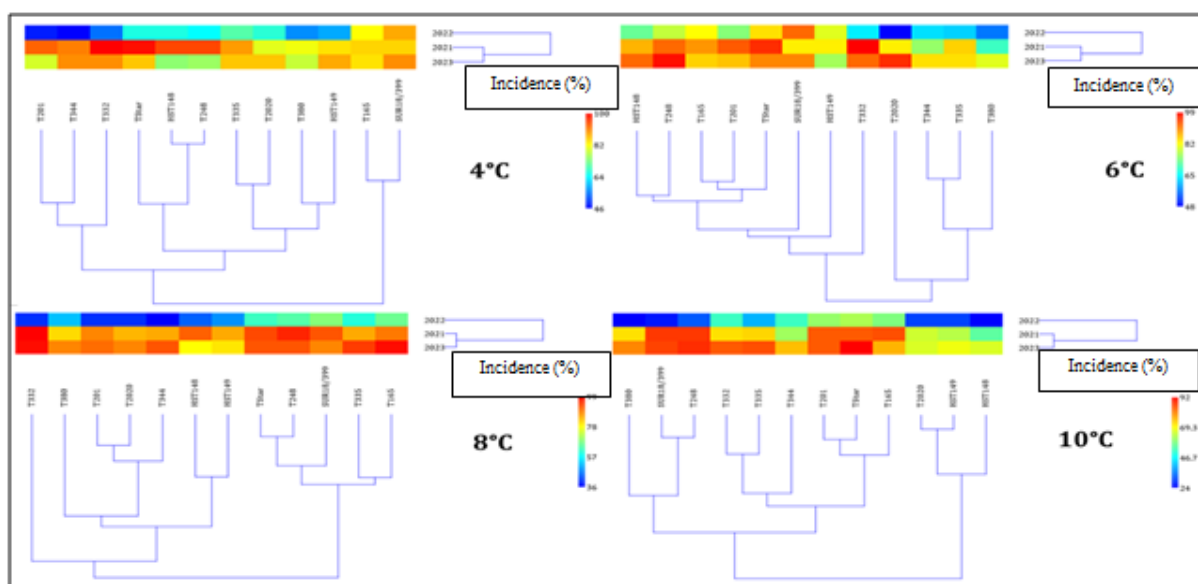 2022
2021
2023
Incidence (%)
T201
T344
T332
TStar
HST148
T248
T335
T2020
T380
HST149
T165
SUR18/399
100
82
64
46
4°C
2022
2021
2023
Incidence (%)
HST148
T248
T165
T201
TStar
SUR18/399
HST149
T332
T2020
T344
T335
T380
99
82
65
48
6°C
2022
2021
2023
Incidence (%)
T332
T380
T201
T2020
T344
HST148
HST149
TStar
T248
SUR18/399
T335
T165
78
57
36
8°C
2022
2021
2023
Incidence (%)
T380
SUR18/399
T248
T332
T335
T344
T201
TStar
T165
T2020
HST149
HST148
92
69.3
46.7
24
10°C